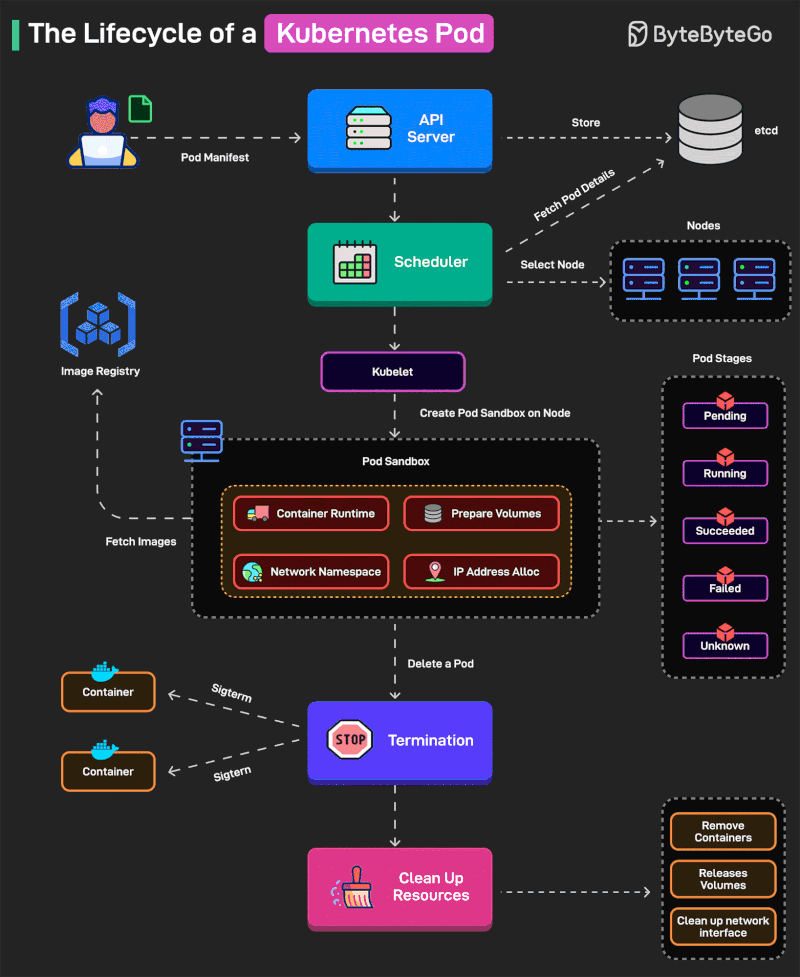 The Lifecycle of a Kubernetes Pod
ByteByteGo
Pod Manifest
API
Server
Store
etcd
Fetch Pod Details
Scheduler
Select Node
Nodes
Image Registry
Kubelet
Create Pod Sandbox on Node
Pod Stages
Pending
Running
Succeeded
Failed
Unknown
Pod Sandbox
Container Runtime
Prepare Volumes
Network Namespace
IP Address Alloc
Fetch Images
Delete a Pod
Container
Sigterm
Container
Sigtern
STOP
Termination
Clean Up
Resources
Remove
Containers
Releases
Volumes
Clean up network
interface